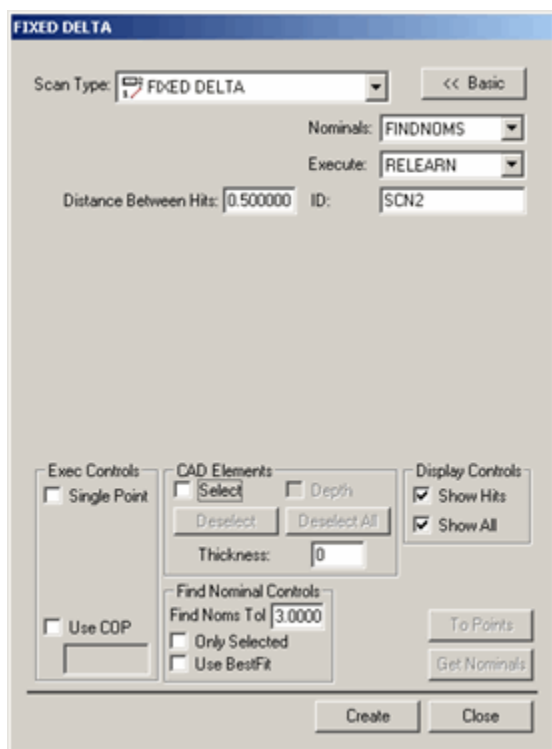 FIXED DELTA
Scan Type: FIXED DELTA << Basic
Nominals: FINDNOMS
Execute: RELEARN
Distance Between Hits: 0.500000 ID: SCN2
Exec Controls CAD Elements Display Controls
Single Point Select Depth Show Hits
Deselect Deselect All Show All
Thickness: 0
Find Nominal Controls
Use COP Find Noms Tol 3.0000 To Points
Only Selected
Use BestFit Get Nominals
Create Close